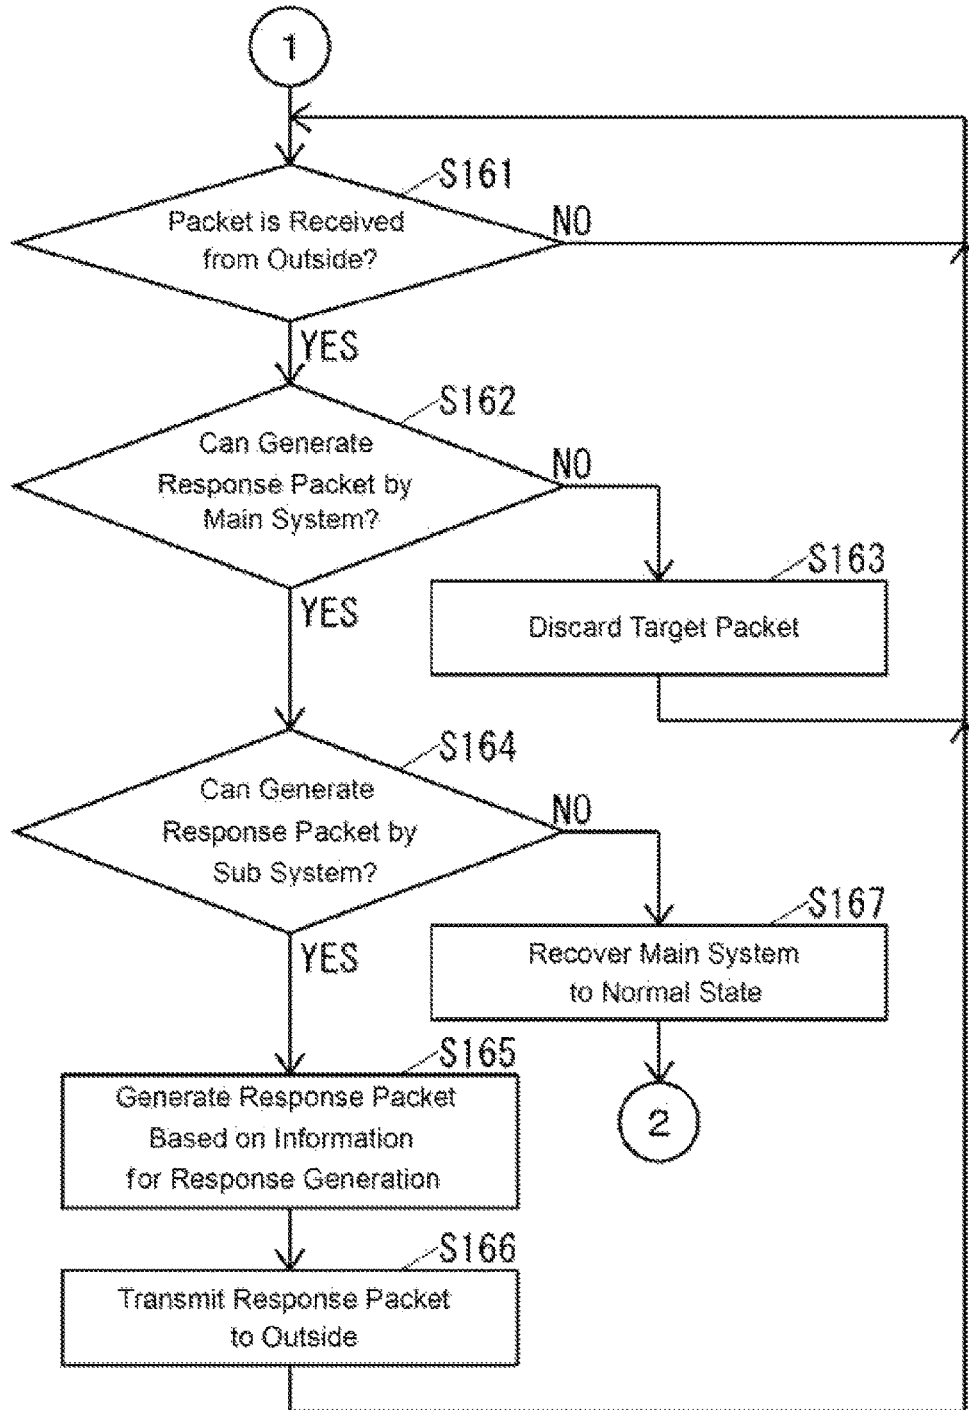 1
S161
Packet is Received
from Outside?
NO
YES
S162
Can Generate
Response Packet by
Main System?
NO
YES
S163
Discard Target Packet
S164
Can Generate
Response Packet by
Sub System?
NO
YES
S167
Recover Main System
to Normal State
2
S165
Generate Response Packet
Based on Information
for Response Generation
S166
Transmit Response Packet
to Outside